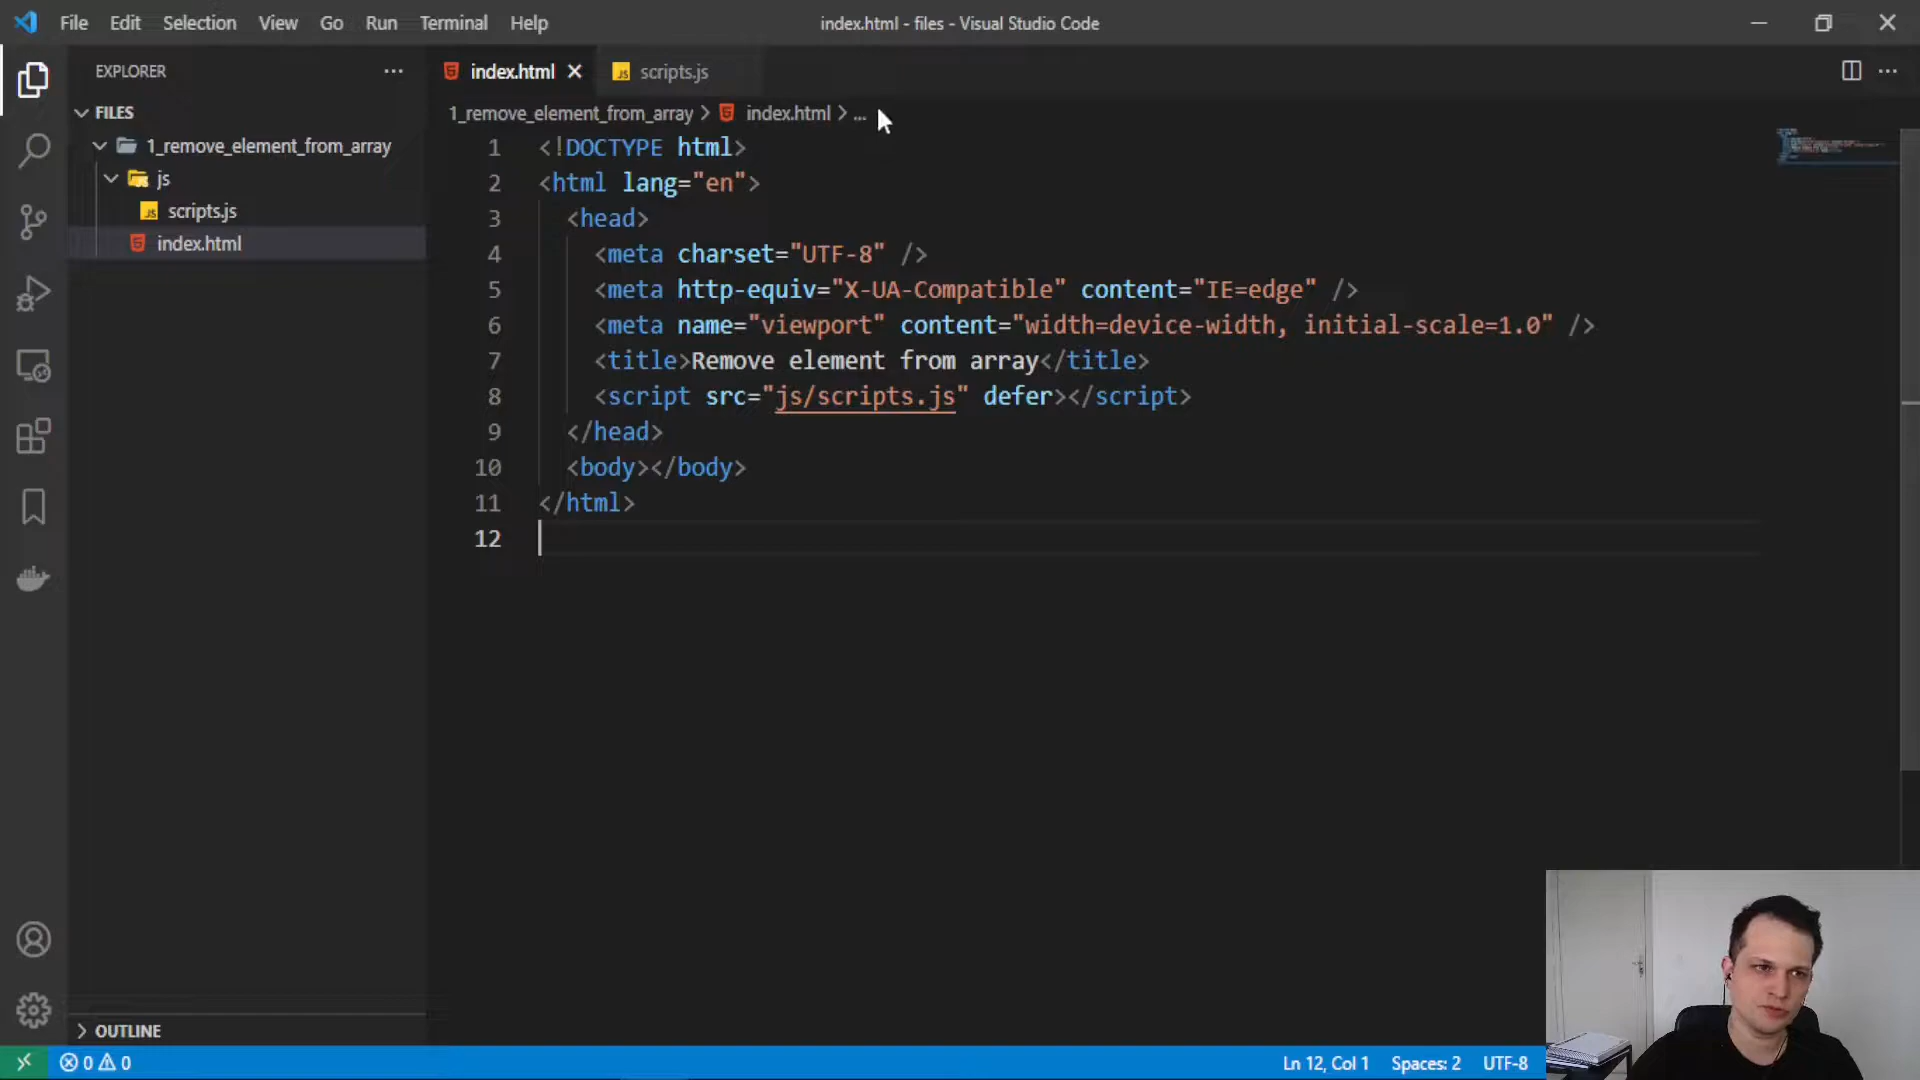 File Edit Selection View Go Run Terminal Help
index.html - files - Visual Studio Code
EXPLORER
FILES
1_remove_element_from_array
js
scripts.js
index.html
OUTLINE
index.html
scripts.js
1_remove_element_from_array > index.html > ...
1 <!DOCTYPE html>
2 <html lang="en">
3 <head>
4 <meta charset="UTF-8" />
5 <meta http-equiv="X-UA-Compatible" content="IE=edge" />
6 <meta name="viewport" content="width=device-width, initial-scale=1.0" />
7 <title>Remove element from array</title>
8 <script src="js/scripts.js" defer></script>
9 </head>
10 <body></body>
11 </html>
12
0 0
Ln 12, Col 1 Spaces: 2 UTF-8